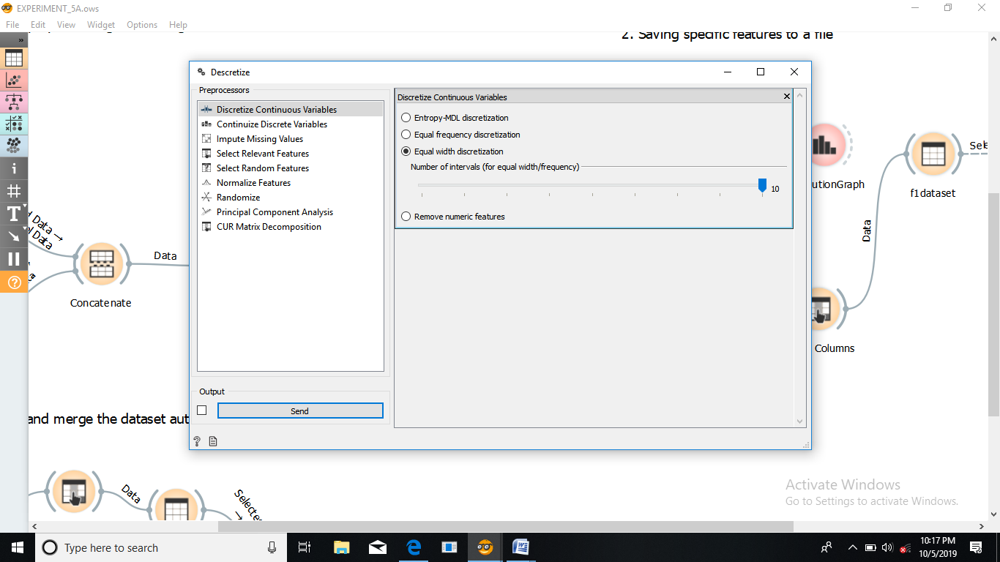 EXPERIMENT_5A.ows
File Edit View Widget Options Help
2. Saving specific features to a file
Descretize
Preprocessors
Discretize Continuous Variables
Continuize Discrete Variables
Impute Missing Values
Select Relevant Features
Select Random Features
Normalize Features
Randomize
Principal Component Analysis
CUR Matrix Decomposition
Output
Send
Discretize Continuous Variables
Entropy-MDL discretization
Equal frequency discretization
Equal width discretization
Number of intervals (for equal width/frequency)
10
Remove numeric features
Data →
Data
Data
Concatenate
utionGraph
f1dataset
Data
Columns
and merge the dataset aut
Data
Selecte
→
Activate Windows
Go to Settings to activate Windows.
Type here to search
10:17 PM
10/5/2019